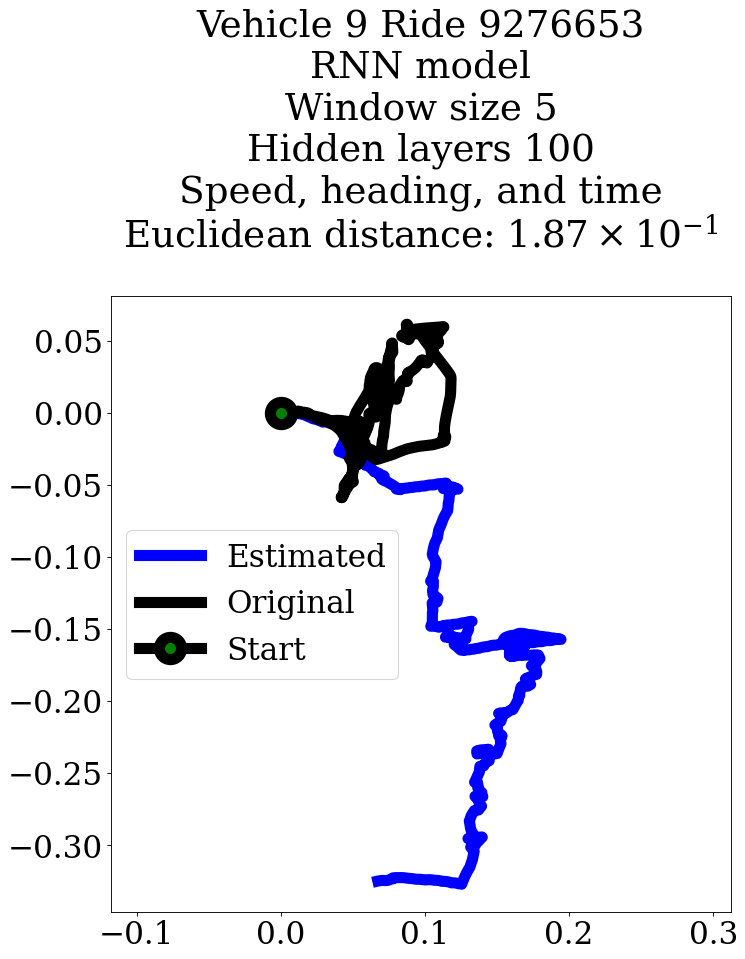 Vehicle 9 Ride 9276653
RNN model
Window size 5
Hidden layers 100
Speed, heading, and time
Euclidean distance: 1.87 × 10⁻¹
0.05
0.00
−0.05
−0.10
−0.15
−0.20
−0.25
−0.30
Estimated
Original
Start
−0.1 0.0 0.1 0.2 0.3